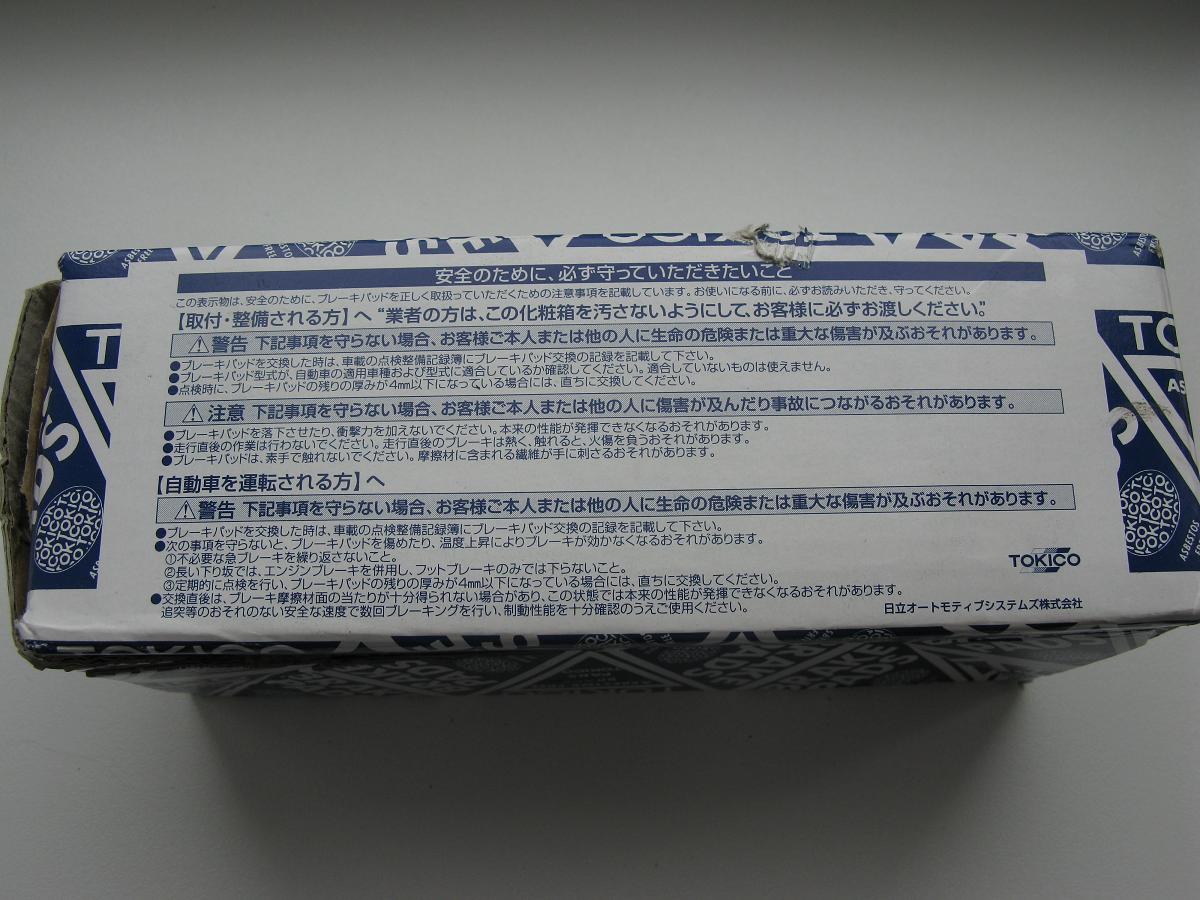 安全のために、必ず守っていただきたいこと
この表示物は、安全のために、ブレーキパッドを正しく取扱っていただくための注意事項を記載しています。お使いになる前に、必ずお読みいただき、守ってください。
【取付・整備される方】へ “業者の方は、この化粧箱を汚さないようにして、お客様に必ずお渡しください。”
警告 下記事項を守らない場合、お客様ご本人または他の人に生命の危険または重大な傷害が及ぶおそれがあります。
●ブレーキパッドを交換した時は、車載の点検整備記録簿にブレーキパッド交換の記録を記載して下さい。
●ブレーキパッド型式が、自動車の適用車種および型式に適合しているか確認してください。適合していないものは使えません。
●点検時に、ブレーキパッドの残りの厚みが4mm以下になっている場合には、直ちに交換してください。
注意 下記事項を守らない場合、お客様ご本人または他の人に傷害が及んだり事故につながるおそれがあります。
●ブレーキパッドを落下させたり、衝撃力を加えないでください。本来の性能が発揮できなくなるおそれがあります。
●走行直後の作業は行わないでください。走行直後のブレーキは熱く、触れると、火傷を負うおそれがあります。
●ブレーキパッドは、素手で触れないでください。摩擦材に含まれる繊維が手に刺さるおそれがあります。
【自動車を運転される方】へ
警告 下記事項を守らない場合、お客様ご本人または他の人に生命の危険または重大な傷害が及ぶおそれがあります。
●ブレーキパッドを交換した時は、車載の点検整備記録簿にブレーキパッド交換の記録を記載して下さい。
●次の事項を守らないと、ブレーキパッドを傷めたり、温度上昇によりブレーキが効かなくなるおそれがあります。
①不必要な急ブレーキを繰り返さないこと。
②長い下り坂では、エンジンブレーキを併用し、フットブレーキのみでは下らないこと。
③定期的に点検を行い、ブレーキパッドの残りの厚みが4mm以下になっている場合には、直ちに交換してください。
●交換直後は、ブレーキ摩擦材面の当たりが十分得られない場合があり、この状態では本来の性能が発揮できなくなるおそれがあります。
追突等のおそれのない安全な速度で数回ブレーキングを行い、制動性能を十分確認のうえご使用ください。
TOKICO
日立オートモティブシステムズ株式会社
TOKICO
BRAKE
PADS